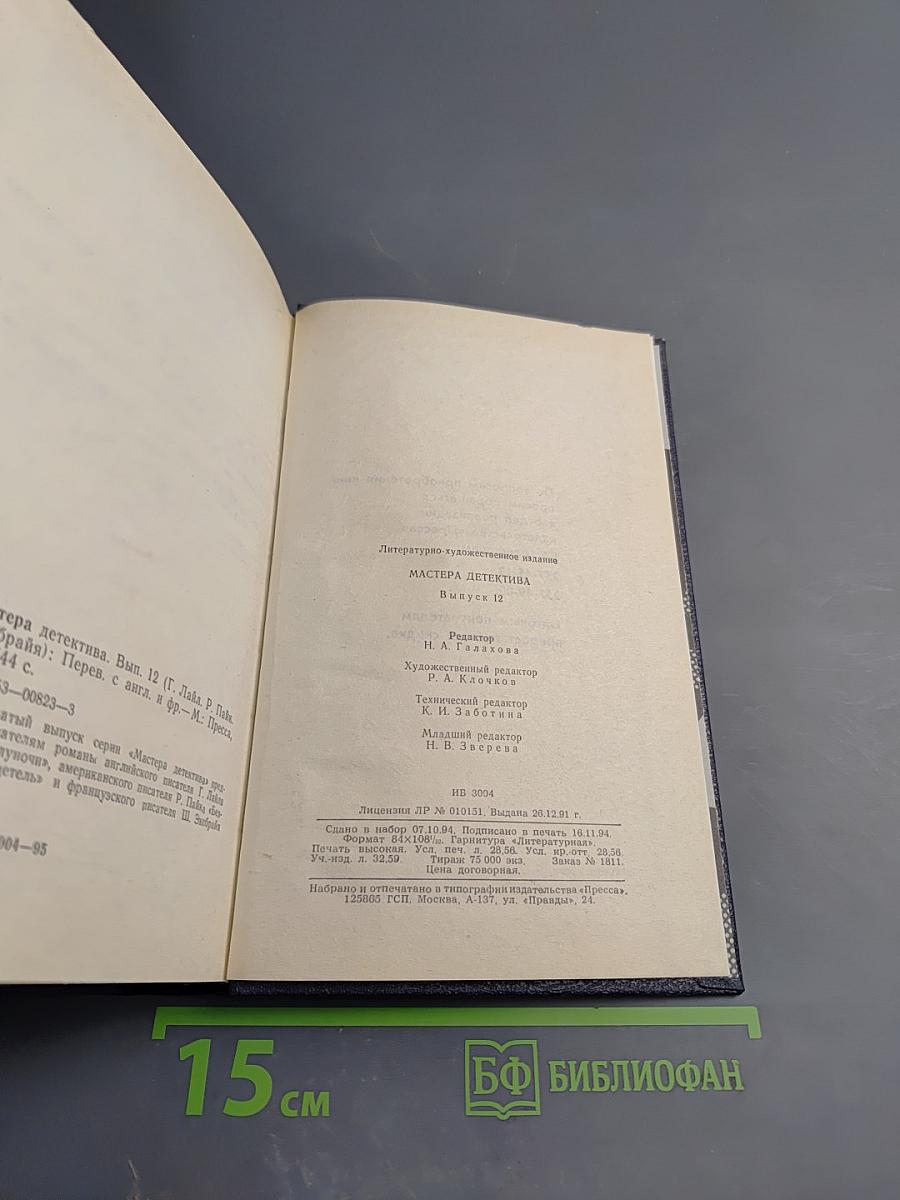 тера детектива. Вып. 12 (Г. Лайл, Р. Пайк,
брайя): Перев. с англ. и фр.—М.: Пресса,
44 с.
53—00823—3
атый выпуск серии «Мастера детектива» пред-
ателям романы английского писателя Г. Лайла
луночи», американского писателя Р. Пайка «Без-
детель» и французского писателя Ш. Эксбрайя
004—95
Литературно-художественное издание
МАСТЕРА ДЕТЕКТИВА
Выпуск 12
Редактор
Н. А. Галахова
Художественный редактор
Р. А. Клочков
Технический редактор
К. И. Заботина
Младший редактор
Н. В. Зверева
ИБ 3004
Лицензия ЛР № 010151. Выдана 26.12.91 г.
Сдано в набор 07.10.94. Подписано в печать 16.11.94.
Формат 84×108¹/₃₂. Гарнитура «Литературная».
Печать высокая. Усл. печ. л. 28,56. Усл. кр.-отт. 28,56.
Уч.-изд. л. 32,59. Тираж 75 000 экз. Заказ № 1811.
Цена договорная.
Набрано и отпечатано в типографии издательства «Пресса».
125865 ГСП, Москва, А-137, ул. «Правды», 24.
15 см
БФ БИБЛИОФАН